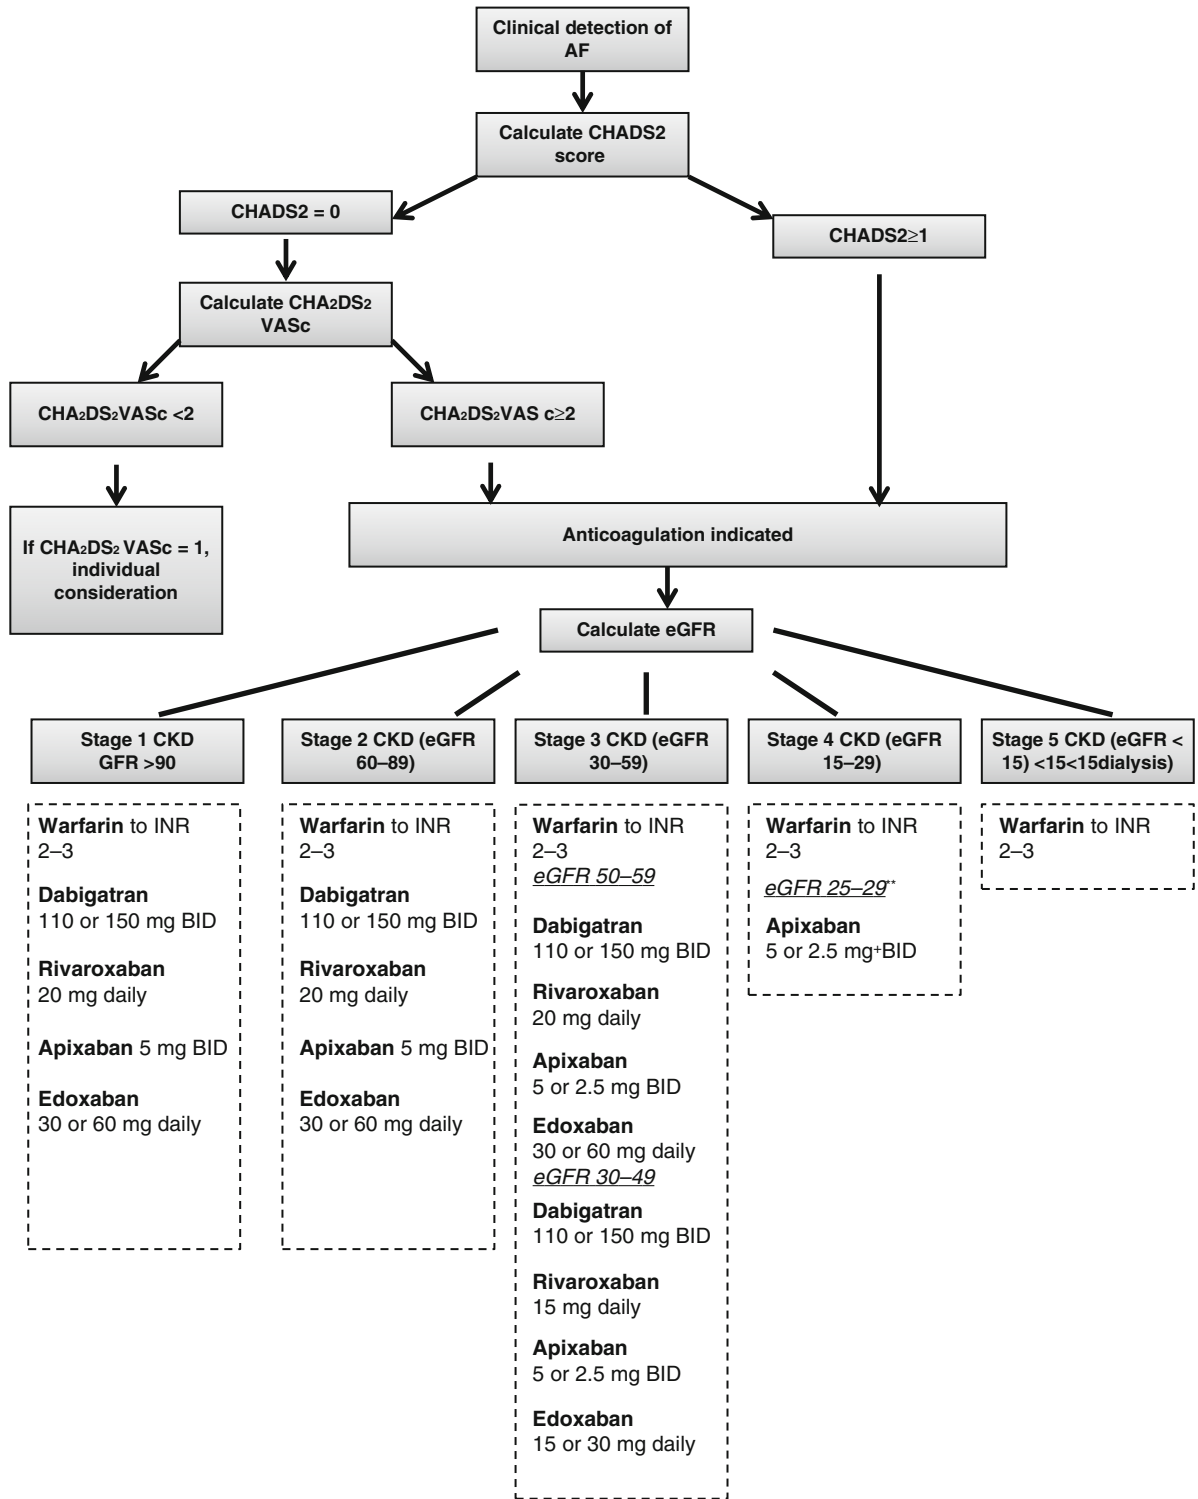 Clinical detection of
AF
Calculate CHADS2
score
CHADS2 = 0
CHADS2≥1
Calculate CHA2DS2
VASc
CHA2DS2VASc <2
CHA2DS2VAS c≥2
If CHA2DS2 VASc = 1,
individual
consideration
Anticoagulation indicated
Calculate eGFR
Stage 1 CKD
GFR >90
Warfarin to INR
2–3
Dabigatran
110 or 150 mg BID
Rivaroxaban
20 mg daily
Apixaban 5 mg BID
Edoxaban
30 or 60 mg daily
Stage 2 CKD (eGFR
60–89)
Warfarin to INR
2–3
Dabigatran
110 or 150 mg BID
Rivaroxaban
20 mg daily
Apixaban 5 mg BID
Edoxaban
30 or 60 mg daily
Stage 3 CKD (eGFR
30–59)
Warfarin to INR
2–3
eGFR 50–59
Dabigatran
110 or 150 mg BID
Rivaroxaban
20 mg daily
Apixaban
5 or 2.5 mg BID
Edoxaban
30 or 60 mg daily
eGFR 30–49
Dabigatran
110 or 150 mg BID
Rivaroxaban
15 mg daily
Apixaban
5 or 2.5 mg BID
Edoxaban
15 or 30 mg daily
Stage 4 CKD (eGFR
15–29)
Warfarin to INR
2–3
eGFR 25–29**
Apixaban
5 or 2.5 mg+BID
Stage 5 CKD (eGFR <
15) <15<15dialysis)
Warfarin to INR
2–3